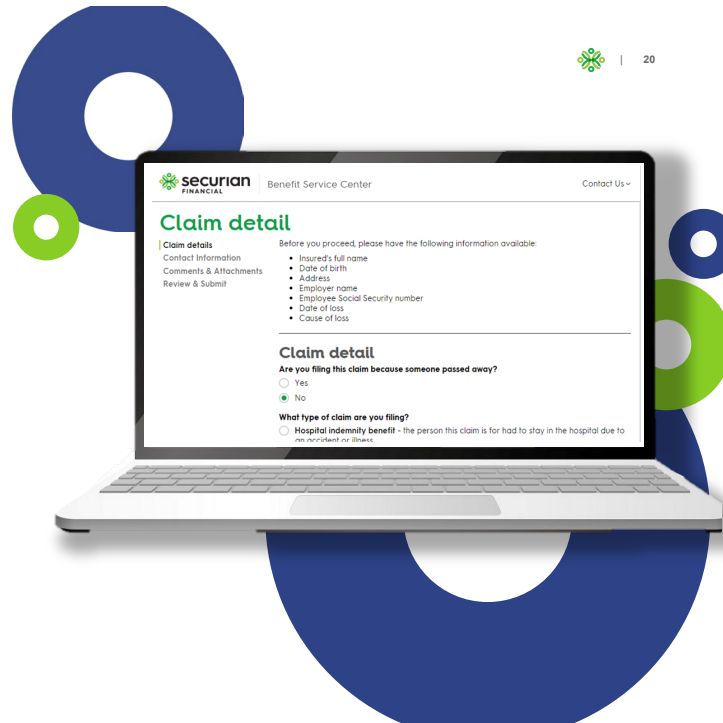 | 20
securian
FINANCIAL
Benefit Service Center
Contact Us
Claim detail
Claim details
Contact Information
Comments & Attachments
Review & Submit
Before you proceed, please have the following information available:
• Insured's full name
• Date of birth
• Address
• Employer name
• Employee Social Security number
• Date of loss
• Cause of loss
Claim detail
Are you filing this claim because someone passed away?
Yes
No
What type of claim are you filing?
Hospital indemnity benefit - the person this claim is for had to stay in the hospital due to
an accident or illness